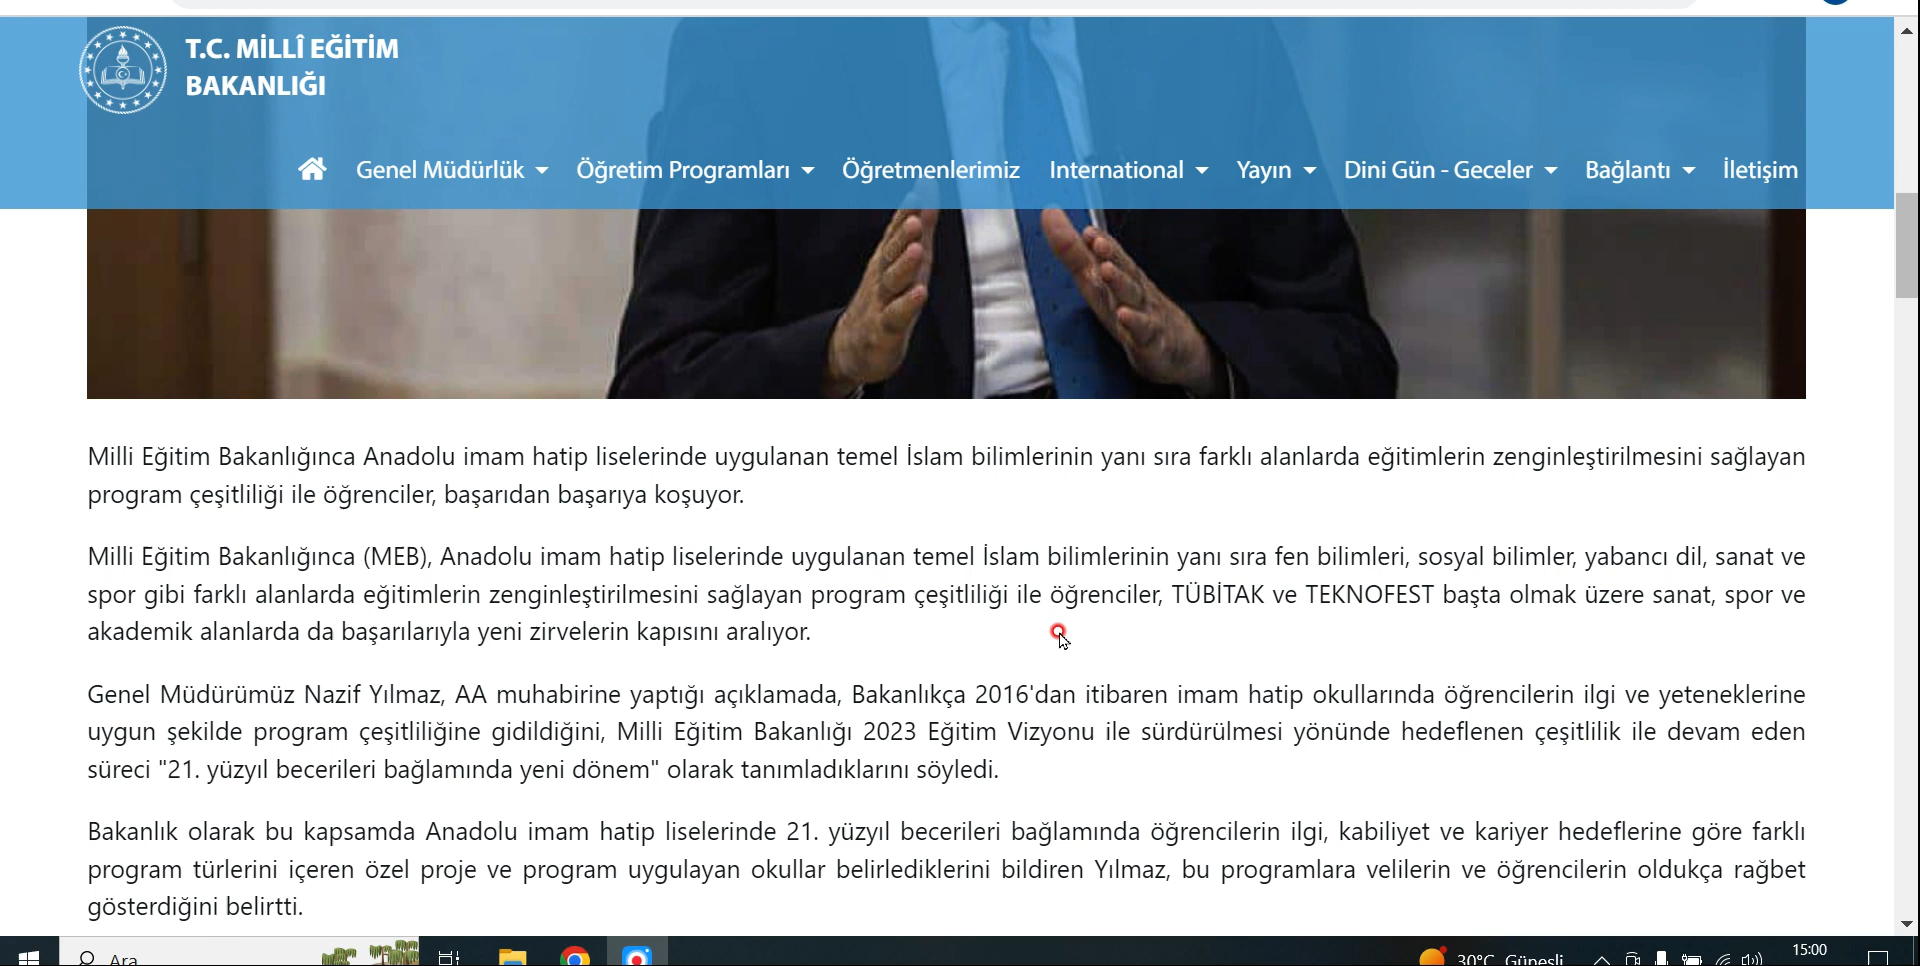 T.C. MİLLÎ EĞİTİM
BAKANLIĞI
Genel Müdürlük
Öğretim Programları
Öğretmenlerimiz
International
Yayın
Dini Gün - Geceler
Bağlantı
İletişim
Milli Eğitim Bakanlığınca Anadolu imam hatip liselerinde uygulanan temel İslam bilimlerinin yanı sıra farklı alanlarda eğitimlerin zenginleştirilmesini sağlayan
program çeşitliliği ile öğrenciler, başarıdan başarıya koşuyor.
Milli Eğitim Bakanlığınca (MEB), Anadolu imam hatip liselerinde uygulanan temel İslam bilimlerinin yanı sıra fen bilimleri, sosyal bilimler, yabancı dil, sanat ve
spor gibi farklı alanlarda eğitimlerin zenginleştirilmesini sağlayan program çeşitliliği ile öğrenciler, TÜBİTAK ve TEKNOFEST başta olmak üzere sanat, spor ve
akademik alanlarda da başarılarıyla yeni zirvelerin kapısını aralıyor.
Genel Müdürümüz Nazif Yılmaz, AA muhabirine yaptığı açıklamada, Bakanlıkça 2016'dan itibaren imam hatip okullarında öğrencilerin ilgi ve yeteneklerine
uygun şekilde program çeşitliliğine gidildiğini, Milli Eğitim Bakanlığı 2023 Eğitim Vizyonu ile sürdürülmesi yönünde hedeflenen çeşitlilik ile devam eden
süreci "21. yüzyıl becerileri bağlamında yeni dönem" olarak tanımladıklarını söyledi.
Bakanlık olarak bu kapsamda Anadolu imam hatip liselerinde 21. yüzyıl becerileri bağlamında öğrencilerin ilgi, kabiliyet ve kariyer hedeflerine göre farklı
program türlerini içeren özel proje ve program uygulayan okullar belirlediklerini bildiren Yılmaz, bu programlara velilerin ve öğrencilerin oldukça rağbet
gösterdiğini belirtti.
Ara
30°C Güneşli
15:00